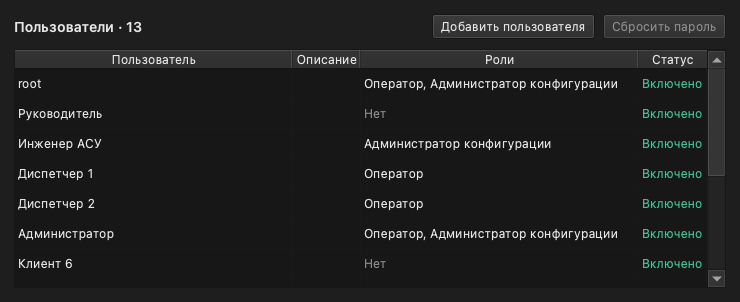 Пользователи · 13 Добавить пользователя Сбросить пароль
Пользователь Описание Роли Статус
root Оператор, Администратор конфигурации Включено
Руководитель Нет Включено
Инженер АСУ Администратор конфигурации Включено
Диспетчер 1 Оператор Включено
Диспетчер 2 Оператор Включено
Администратор Оператор, Администратор конфигурации Включено
Клиент 6 Нет Включено